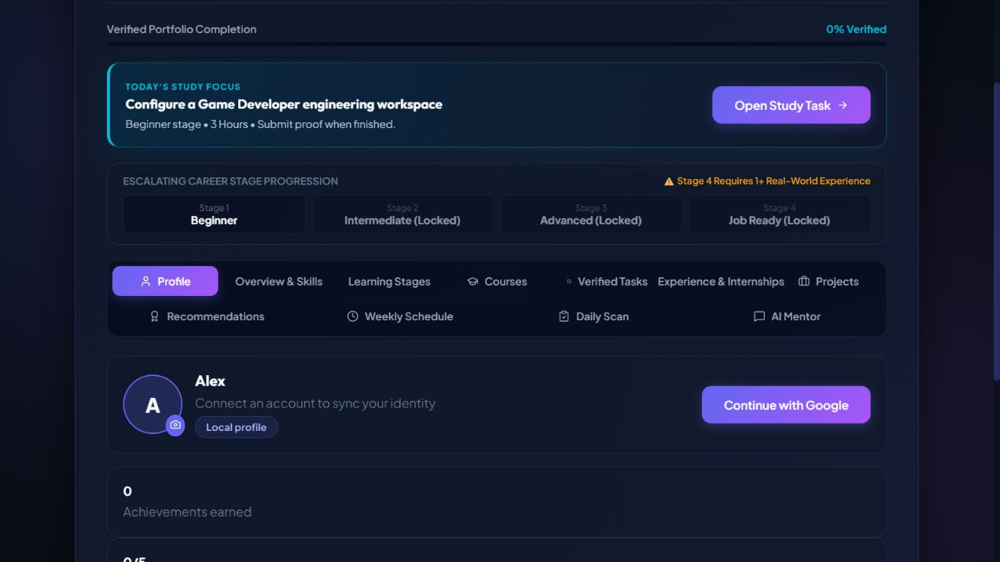 Verified Portfolio Completion
0% Verified
TODAY'S STUDY FOCUS
Configure a Game Developer engineering workspace
Beginner stage • 3 Hours • Submit proof when finished.
Open Study Task →
ESCALATING CAREER STAGE PROGRESSION
⚠ Stage 4 Requires 1+ Real-World Experience
Stage 1
Beginner
Stage 2
Intermediate (Locked)
Stage 3
Advanced (Locked)
Stage 4
Job Ready (Locked)
Profile
Overview & Skills
Learning Stages
Courses
Verified Tasks
Experience & Internships
Projects
Recommendations
Weekly Schedule
Daily Scan
AI Mentor
A
Alex
Connect an account to sync your identity
Local profile
Continue with Google
0
Achievements earned
0/5